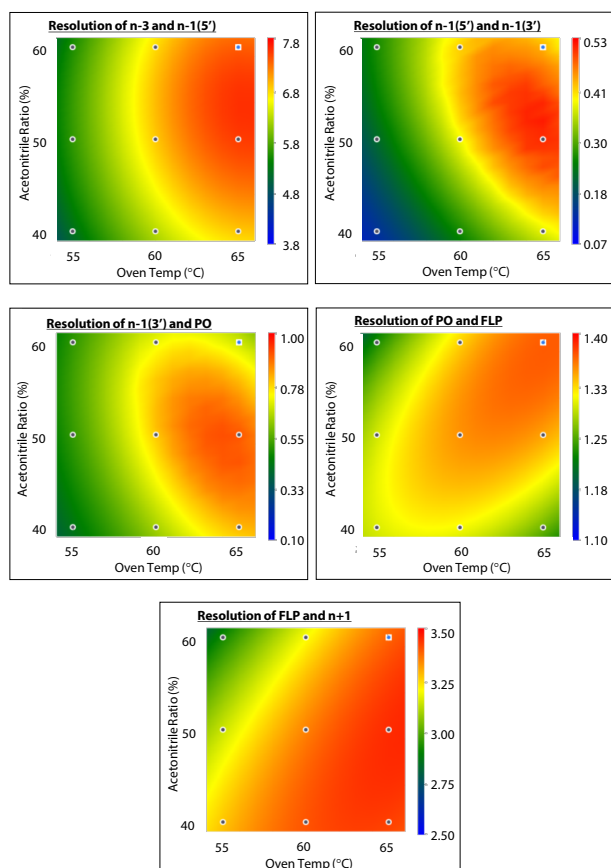 Resolution of n-3 and n-1(5′)
60
50
40
Acetonitrile Ratio (%)
55 60 65
Oven Temp (°C)
7.8
6.8
5.8
4.8
3.8
Resolution of n-1(5′) and n-1(3′)
60
50
40
Acetonitrile Ratio (%)
55 60 65
Oven Temp (°C)
0.53
0.41
0.30
0.18
0.07
Resolution of n-1(3′) and PO
60
50
40
Acetonitrile Ratio (%)
55 60 65
Oven Temp (°C)
1.00
0.78
0.55
0.33
0.10
Resolution of PO and FLP
60
50
40
Acetonitrile Ratio (%)
55 60 65
Oven Temp (°C)
1.40
1.33
1.25
1.18
1.10
Resolution of FLP and n+1
60
50
40
Acetonitrile Ratio (%)
55 60 65
Oven Temp (°C)
3.50
3.25
3.00
2.75
2.50